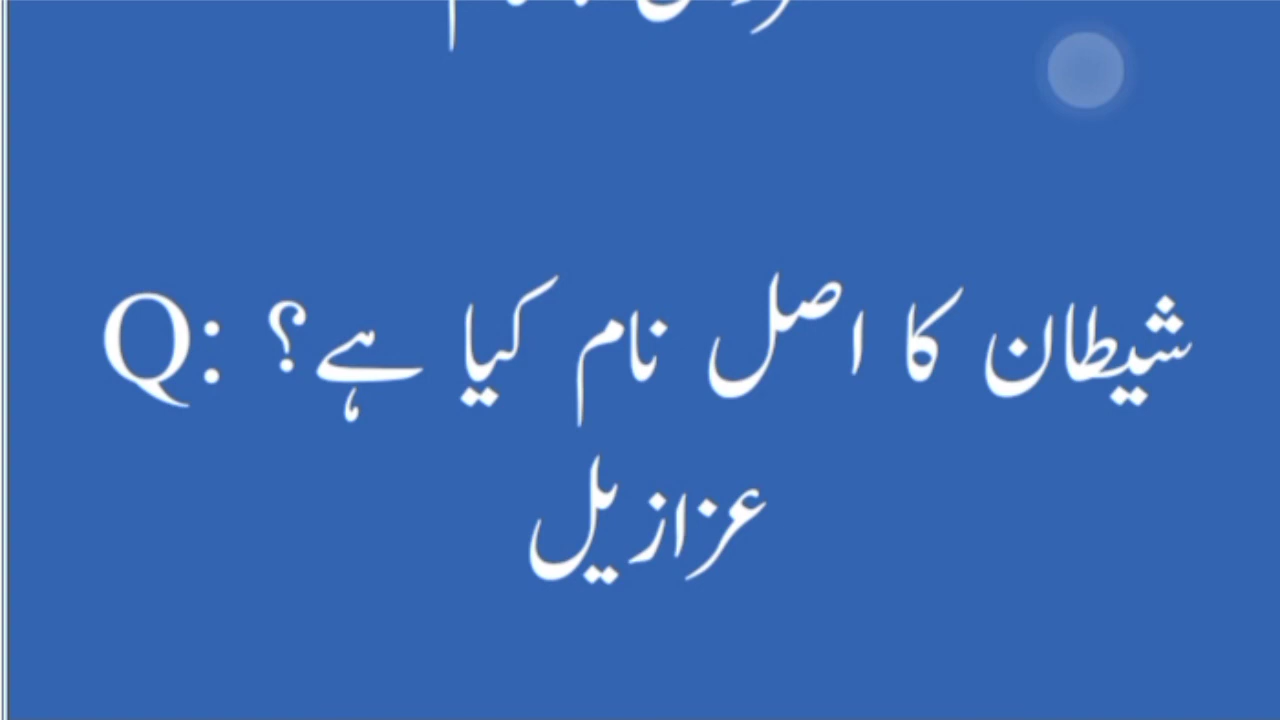 Q: شیطان کا اصل نام کیا ہے؟
عزازیل